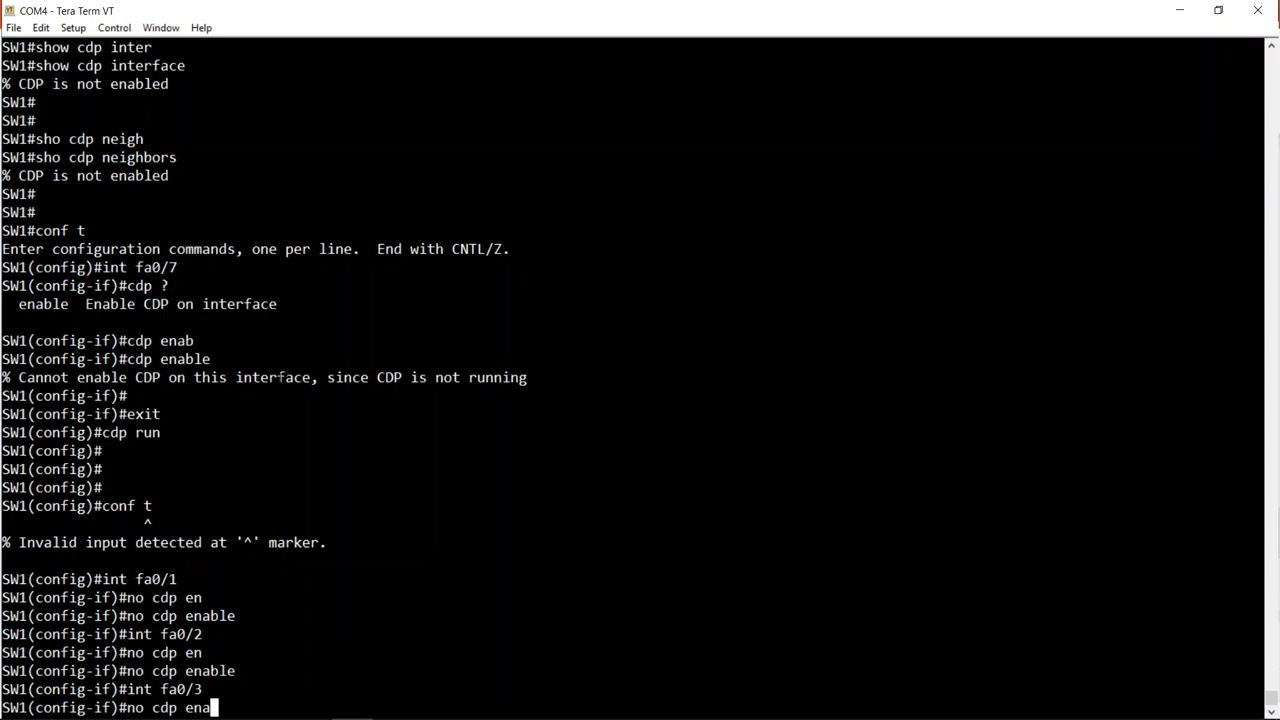 COM4 - Tera Term VT
File Edit Setup Control Window Help
SW1#show cdp inter
SW1#show cdp interface
% CDP is not enabled
SW1#
SW1#
SW1#sho cdp neigh
SW1#sho cdp neighbors
% CDP is not enabled
SW1#
SW1#
SW1#conf t
Enter configuration commands, one per line.  End with CNTL/Z.
SW1(config)#int fa0/7
SW1(config-if)#cdp ?
  enable  Enable CDP on interface
SW1(config-if)#cdp enab
SW1(config-if)#cdp enable
% Cannot enable CDP on this interface, since CDP is not running
SW1(config-if)#
SW1(config-if)#exit
SW1(config)#cdp run
SW1(config)#
SW1(config)#
SW1(config)#
SW1(config)#conf t
^
% Invalid input detected at '^' marker.
SW1(config)#int fa0/1
SW1(config-if)#no cdp en
SW1(config-if)#no cdp enable
SW1(config-if)#int fa0/2
SW1(config-if)#no cdp en
SW1(config-if)#no cdp enable
SW1(config-if)#int fa0/3
SW1(config-if)#no cdp ena